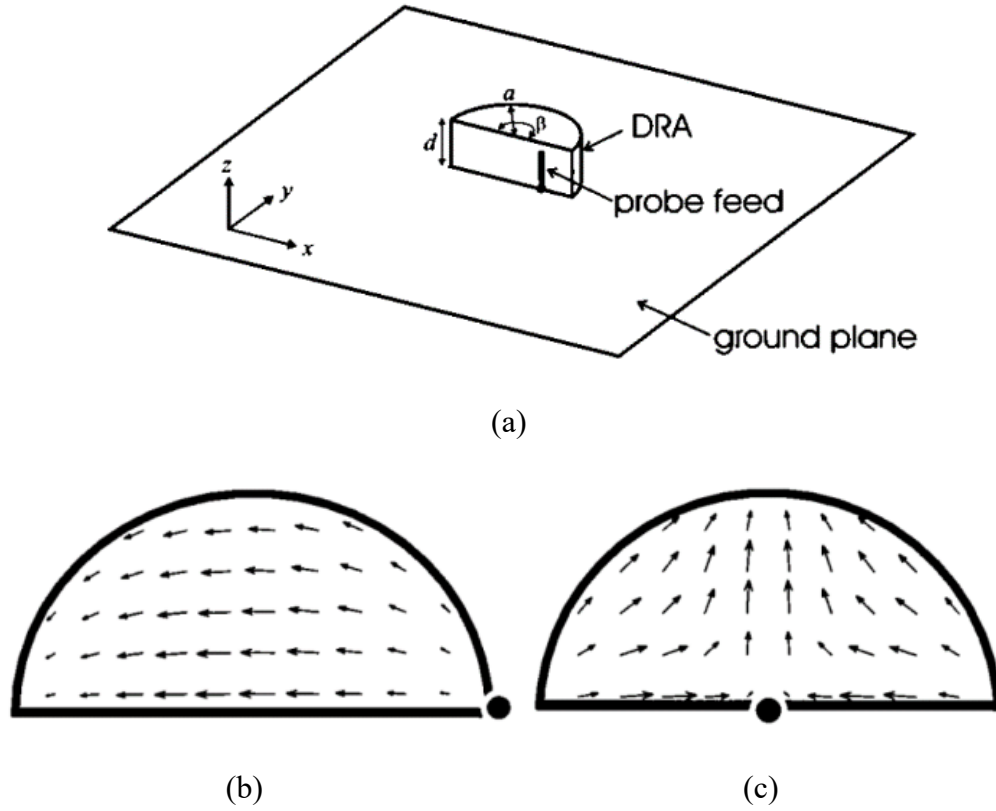 a
β
DRA
d
probe feed
z
y
x
ground plane
(a)
(b)
(c)